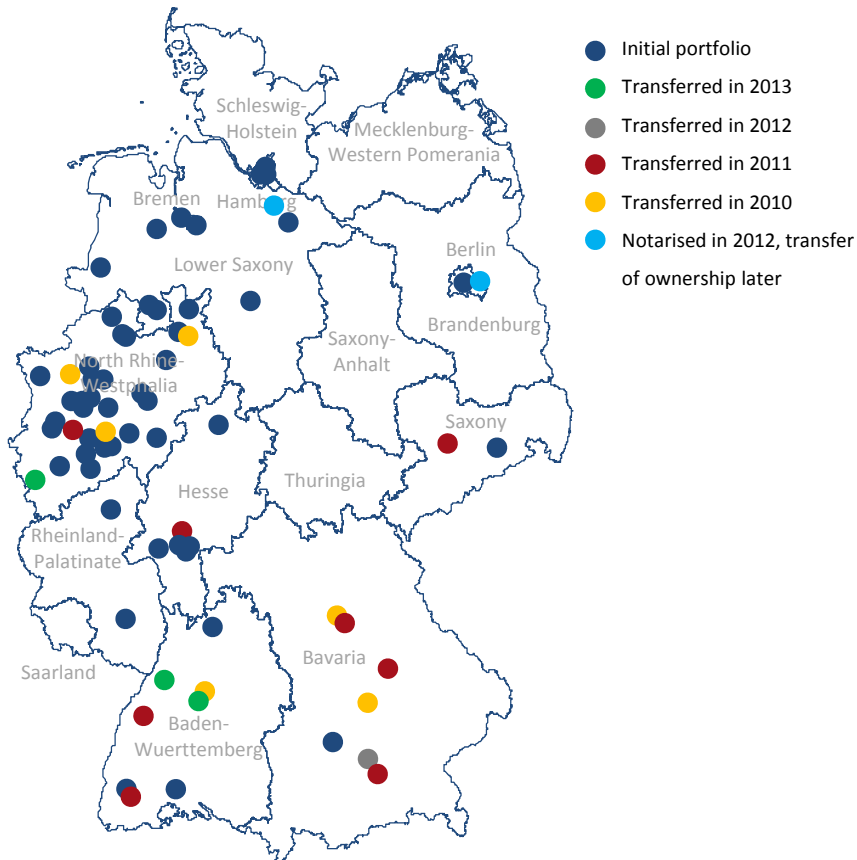 Initial portfolio
Transferred in 2013
Transferred in 2012
Transferred in 2011
Transferred in 2010
Notarised in 2012, transfer
of ownership later
Schleswig-
Holstein
Mecklenburg-
Western Pomerania
Bremen
Hamburg
Lower Saxony
Berlin
Brandenburg
Saxony-
Anhalt
North Rhine-
Westphalia
Saxony
Thuringia
Hesse
Rheinland-
Palatinate
Saarland
Bavaria
Baden-
Wuerttemberg